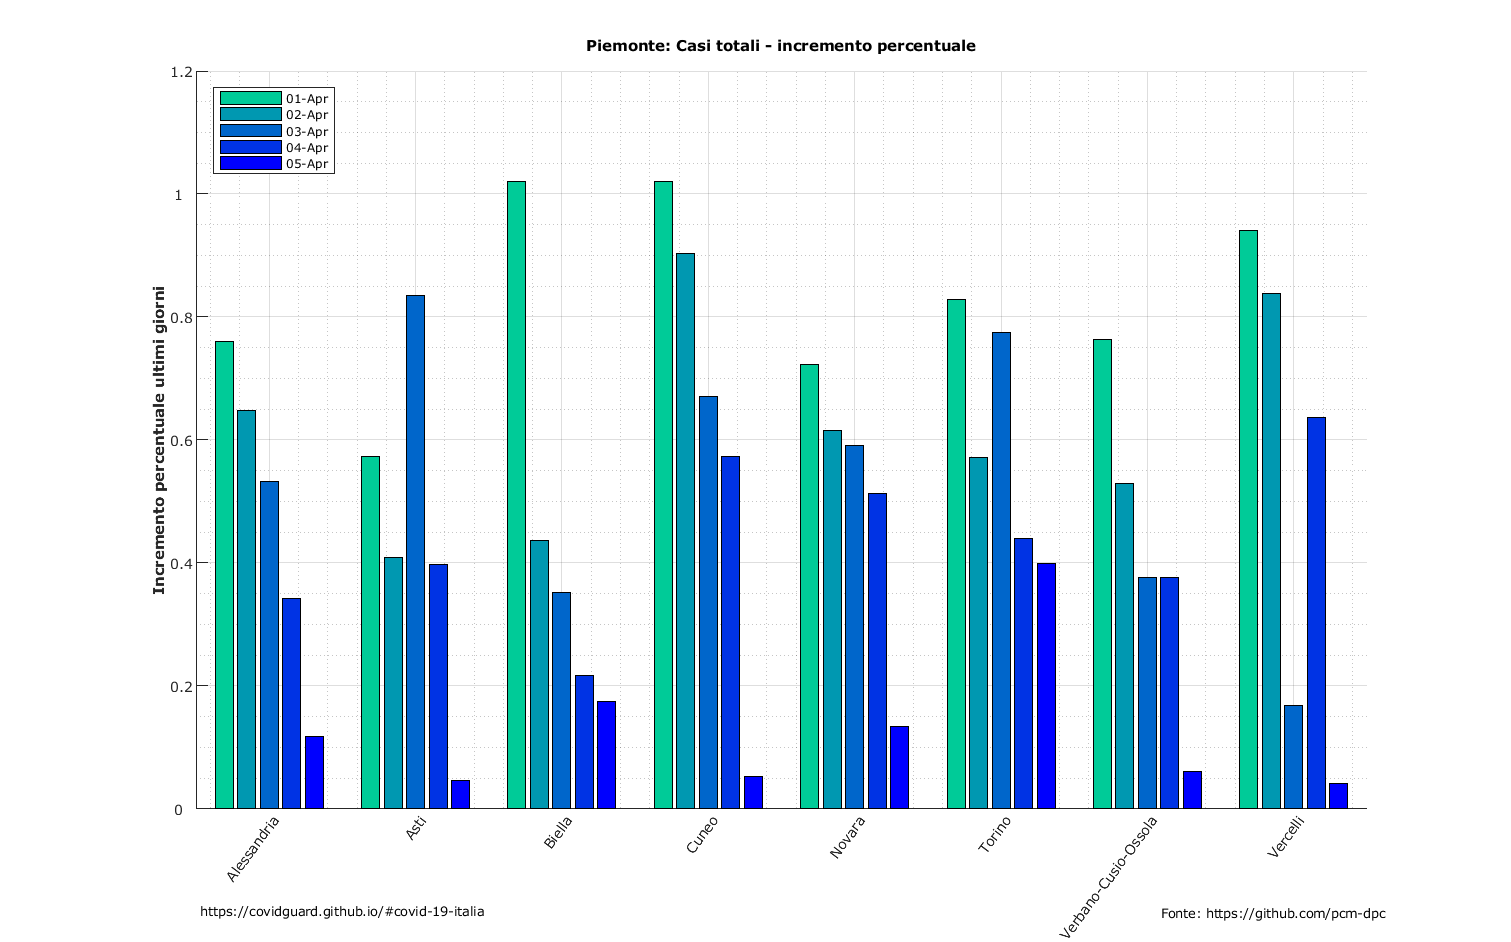 Piemonte: Casi totali - incremento percentuale
1.2
1
0.8
0.6
0.4
0.2
0
Incremento percentuale ultimi giorni
01-Apr
02-Apr
03-Apr
04-Apr
05-Apr
Alessandria
Asti
Biella
Cuneo
Novara
Torino
Verbano-Cusio-Ossola
Vercelli
https://covidguard.github.io/#covid-19-italia
Fonte: https://github.com/pcm-dpc